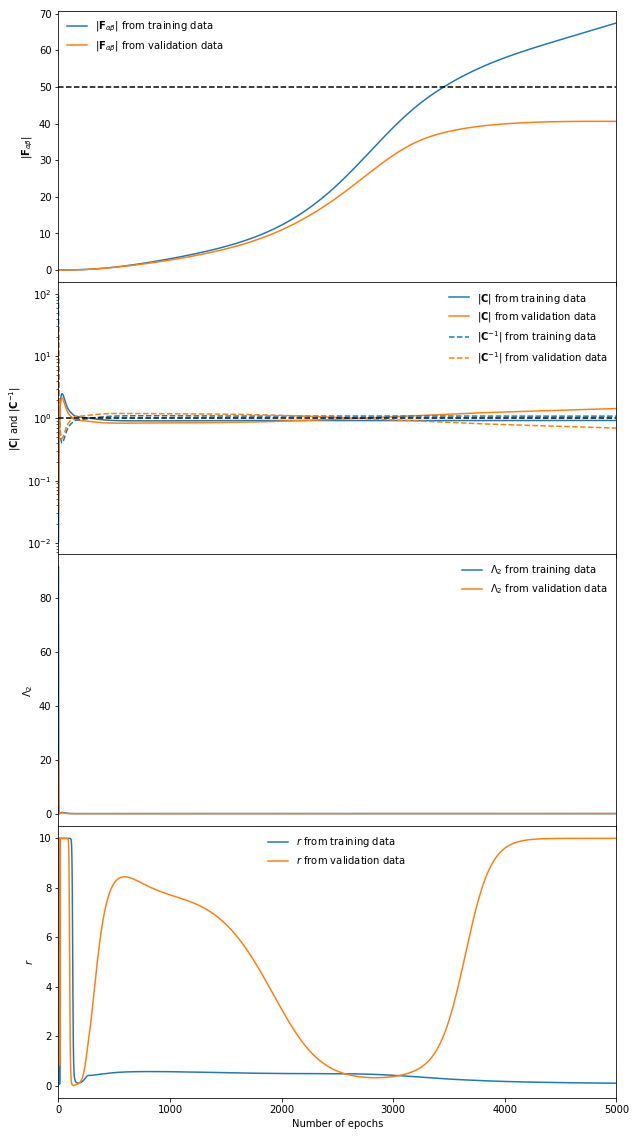 70
60
50
40
30
20
10
0
|F_αβ|
|F_αβ| from training data
|F_αβ| from validation data
10²
10¹
10⁰
10⁻¹
10⁻²
|C| and |C⁻¹|
|C| from training data
|C| from validation data
|C⁻¹| from training data
|C⁻¹| from validation data
80
60
40
20
0
Λ₂
Λ₂ from training data
Λ₂ from validation data
10
8
6
4
2
0
r
r from training data
r from validation data
0 1000 2000 3000 4000 5000
Number of epochs